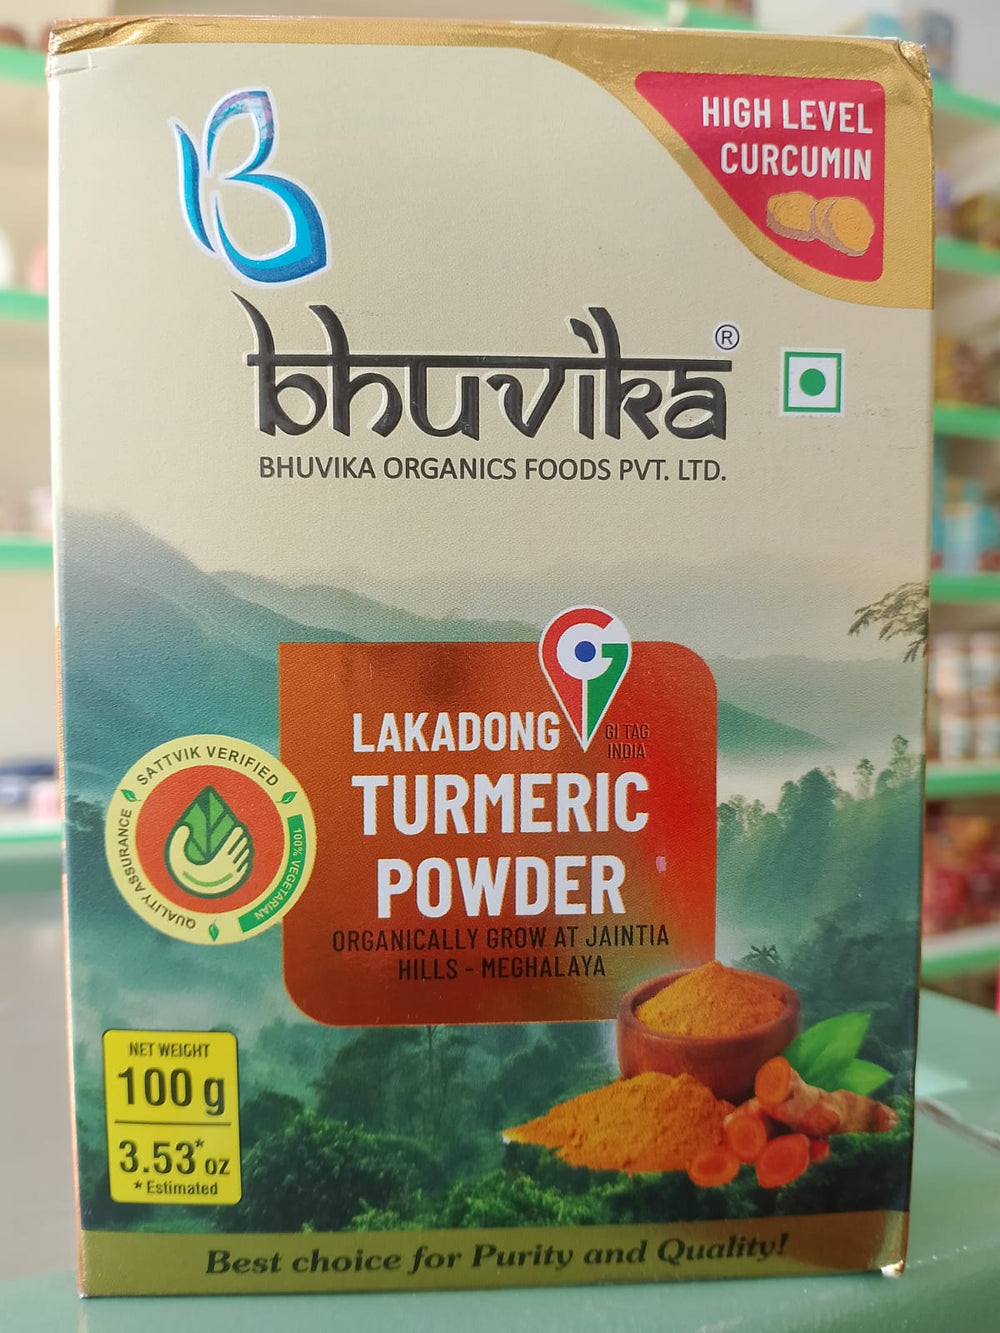 HIGH LEVEL
CURCUMIN
B
bhuvika®
BHUVIKA ORGANICS FOODS PVT. LTD.
G
LAKADONG
GI TAG
INDIA
TURMERIC
POWDER
ORGANICALLY GROW AT JAINTIA
HILLS - MEGHALAYA
SATTVIK VERIFIED
100% VEGETARIAN
QUALITY ASSURANCE
NET WEIGHT
100 g
3.53* oz
* Estimated
Best choice for Purity and Quality!